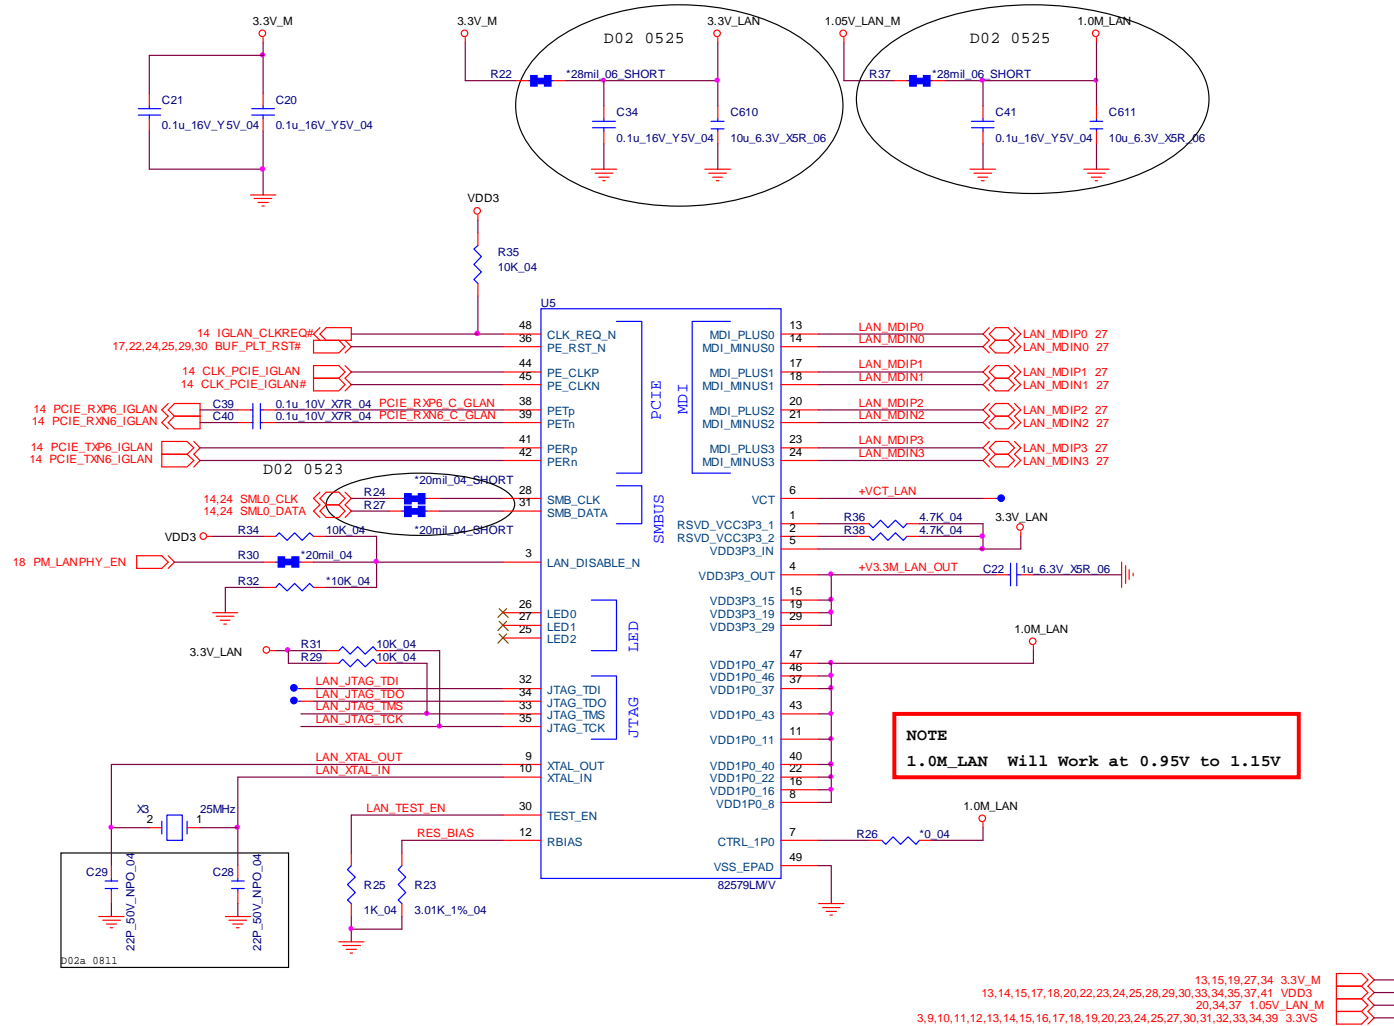 3.3V_M
3.3V_M
3.3V_LAN
1.05V_LAN_M
1.0M_LAN
D02 0525
D02 0525
R22
*28mil_06_SHORT
R37
*28mil_06_SHORT
C21
0.1u_16V_Y5V_04
C20
0.1u_16V_Y5V_04
C34
0.1u_16V_Y5V_04
C610
10u_6.3V_X5R_06
C41
0.1u_16V_Y5V_04
C611
10u_6.3V_X5R_06
VDD3
R35
10K_04
U5
14 IGLAN_CLKREQ#
48
CLK_REQ_N
17,22,24,25,29,30 BUF_PLT_RST#
36
PE_RST_N
14 CLK_PCIE_IGLAN
44
PE_CLKP
14 CLK_PCIE_IGLAN#
45
PE_CLKN
14 PCIE_RXP6_IGLAN
C39
0.1u_10V_X7R_04
PCIE_RXP6_C_GLAN
38
PETp
14 PCIE_RXN6_IGLAN
C40
0.1u_10V_X7R_04
PCIE_RXN6_C_GLAN
39
PETn
14 PCIE_TXP6_IGLAN
41
PERp
14 PCIE_TXN6_IGLAN
42
PERn
PCIE
MDI
D02 0523
*20mil_04_SHORT
14,24 SML0_CLK
R24
28
SMB_CLK
14,24 SML0_DATA
R27
31
SMB_DATA
*20mil_04_SHORT
SMBUS
VDD3
R34
10K_04
18 PM_LANPHY_EN
R30
*20mil_04
3
LAN_DISABLE_N
R32
*10K_04
26
LED0
27
LED1
25
LED2
LED
3.3V_LAN
R31
10K_04
R29
10K_04
LAN_JTAG_TDI
32
JTAG_TDI
LAN_JTAG_TDO
34
JTAG_TDO
LAN_JTAG_TMS
33
JTAG_TMS
LAN_JTAG_TCK
35
JTAG_TCK
JTAG
LAN_XTAL_OUT
9
XTAL_OUT
LAN_XTAL_IN
10
XTAL_IN
X3
25MHz
2
1
LAN_TEST_EN
30
TEST_EN
RES_BIAS
12
RBIAS
C29
22P_50V_NPO_04
C28
22P_50V_NPO_04
D02a 0811
R25
1K_04
R23
3.01K_1%_04
MDI_PLUS0
13
LAN_MDIP0
LAN_MDIP0 27
MDI_MINUS0
14
LAN_MDIN0
LAN_MDIN0 27
MDI_PLUS1
17
LAN_MDIP1
LAN_MDIP1 27
MDI_MINUS1
18
LAN_MDIN1
LAN_MDIN1 27
MDI_PLUS2
20
LAN_MDIP2
LAN_MDIP2 27
MDI_MINUS2
21
LAN_MDIN2
LAN_MDIN2 27
MDI_PLUS3
23
LAN_MDIP3
LAN_MDIP3 27
MDI_MINUS3
24
LAN_MDIN3
LAN_MDIN3 27
VCT
6
+VCT_LAN
RSVD_VCC3P3_1
1
R36
4.7K_04
3.3V_LAN
RSVD_VCC3P3_2
2
R38
4.7K_04
VDD3P3_IN
5
VDD3P3_OUT
4
+V3.3M_LAN_OUT
C22
1u_6.3V_X5R_06
VDD3P3_15
15
VDD3P3_19
19
VDD3P3_29
29
1.0M_LAN
VDD1P0_47
47
VDD1P0_46
46
VDD1P0_37
37
VDD1P0_43
43
VDD1P0_11
11
VDD1P0_40
40
VDD1P0_22
22
VDD1P0_16
16
VDD1P0_8
8
NOTE
1.0M_LAN Will Work at 0.95V to 1.15V
1.0M_LAN
CTRL_1P0
7
R26
*0_04
VSS_EPAD
49
82579LM/V
13,15,19,27,34 3.3V_M
13,14,15,17,18,20,22,23,24,25,28,29,30,33,34,35,37,41 VDD3
20,34,37 1.05V_LAN_M
3,9,10,11,12,13,14,15,16,17,18,19,20,23,24,25,27,30,31,32,33,34,39 3.3VS